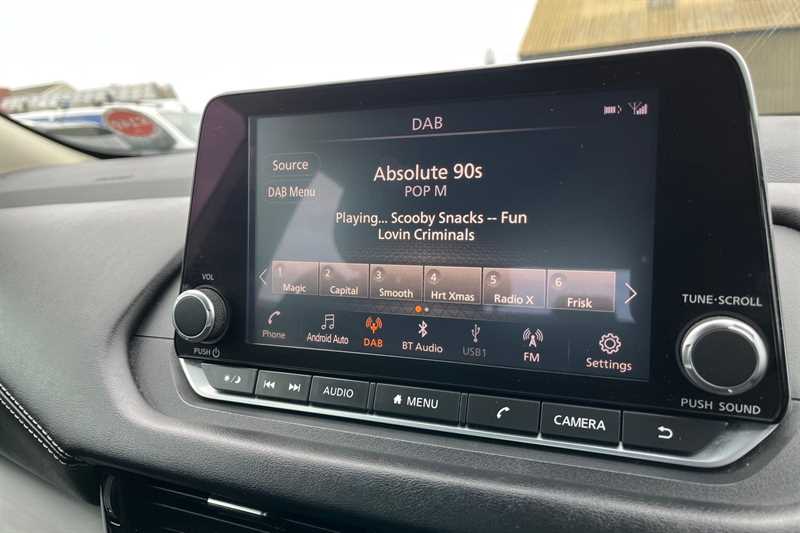 DAB
Source
Absolute 90s
DAB Menu
POP M
Playing... Scooby Snacks -- Fun
Lovin Criminals
1 Magic
2 Capital
3 Smooth
4 Hrt Xmas
5 Radio X
6 Frisk
Phone
Android Auto
DAB
BT Audio
USB1
FM
Settings
VOL
PUSH
TUNE·SCROLL
PUSH SOUND
AUDIO
MENU
CAMERA